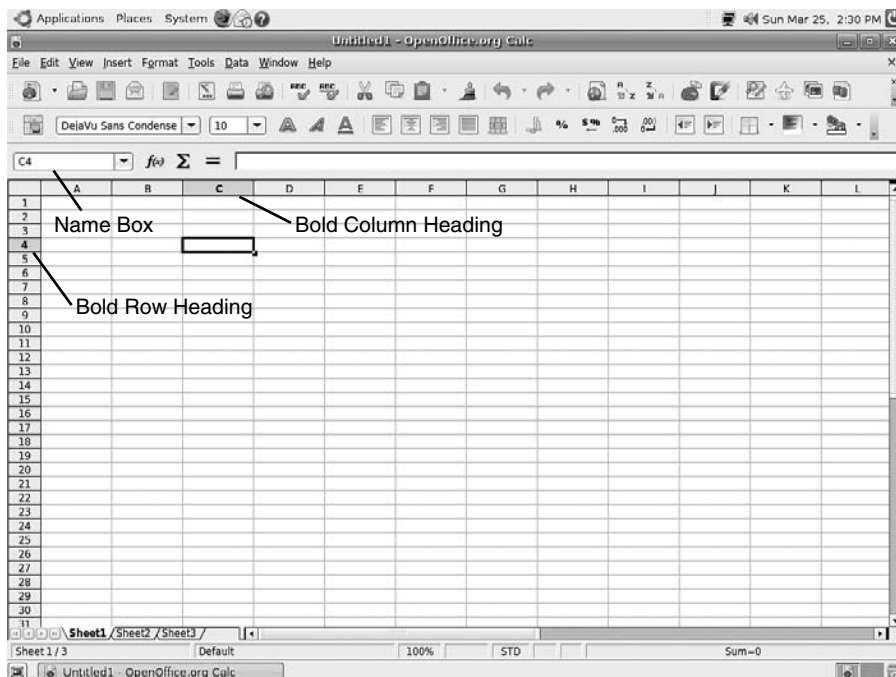 Applications Places System Sun Mar 25, 2:30 PM
Untitled1 - OpenOffice.org Calc
File Edit View Insert Format Tools Data Window Help
DejaVu Sans Condense 10
C4 f(x) Σ =
A B C D E F G H I J K L
Name Box
Bold Column Heading
Bold Row Heading
1
2
3
4
5
6
7
8
9
10
11
12
13
14
15
16
17
18
19
20
21
22
23
24
25
26
27
28
29
30
31
Sheet1 Sheet2 Sheet3
Sheet 1 / 3 Default 100% STD Sum=0
Untitled1 - OpenOffice.org Calc